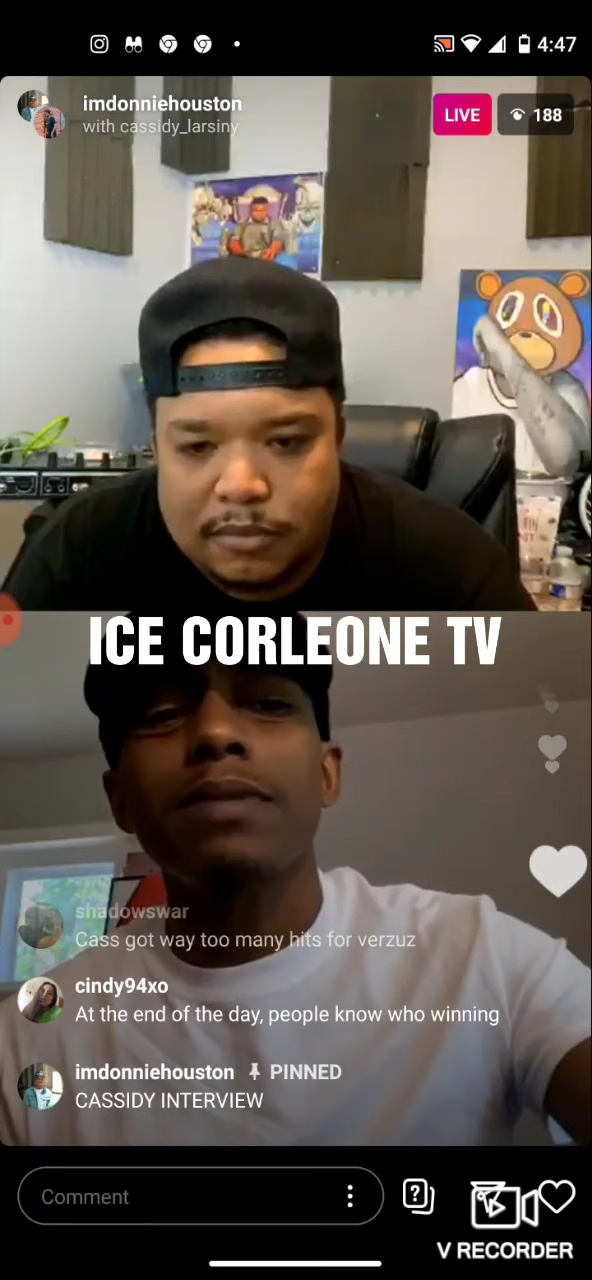 4:47
imdonniehouston
with cassidy_larsiny
LIVE
188
ICE CORLEONE TV
shadowswar
Cass got way too many hits for verzuz
cindy94xo
At the end of the day, people know who winning
imdonniehouston PINNED
CASSIDY INTERVIEW
Comment
V RECORDER